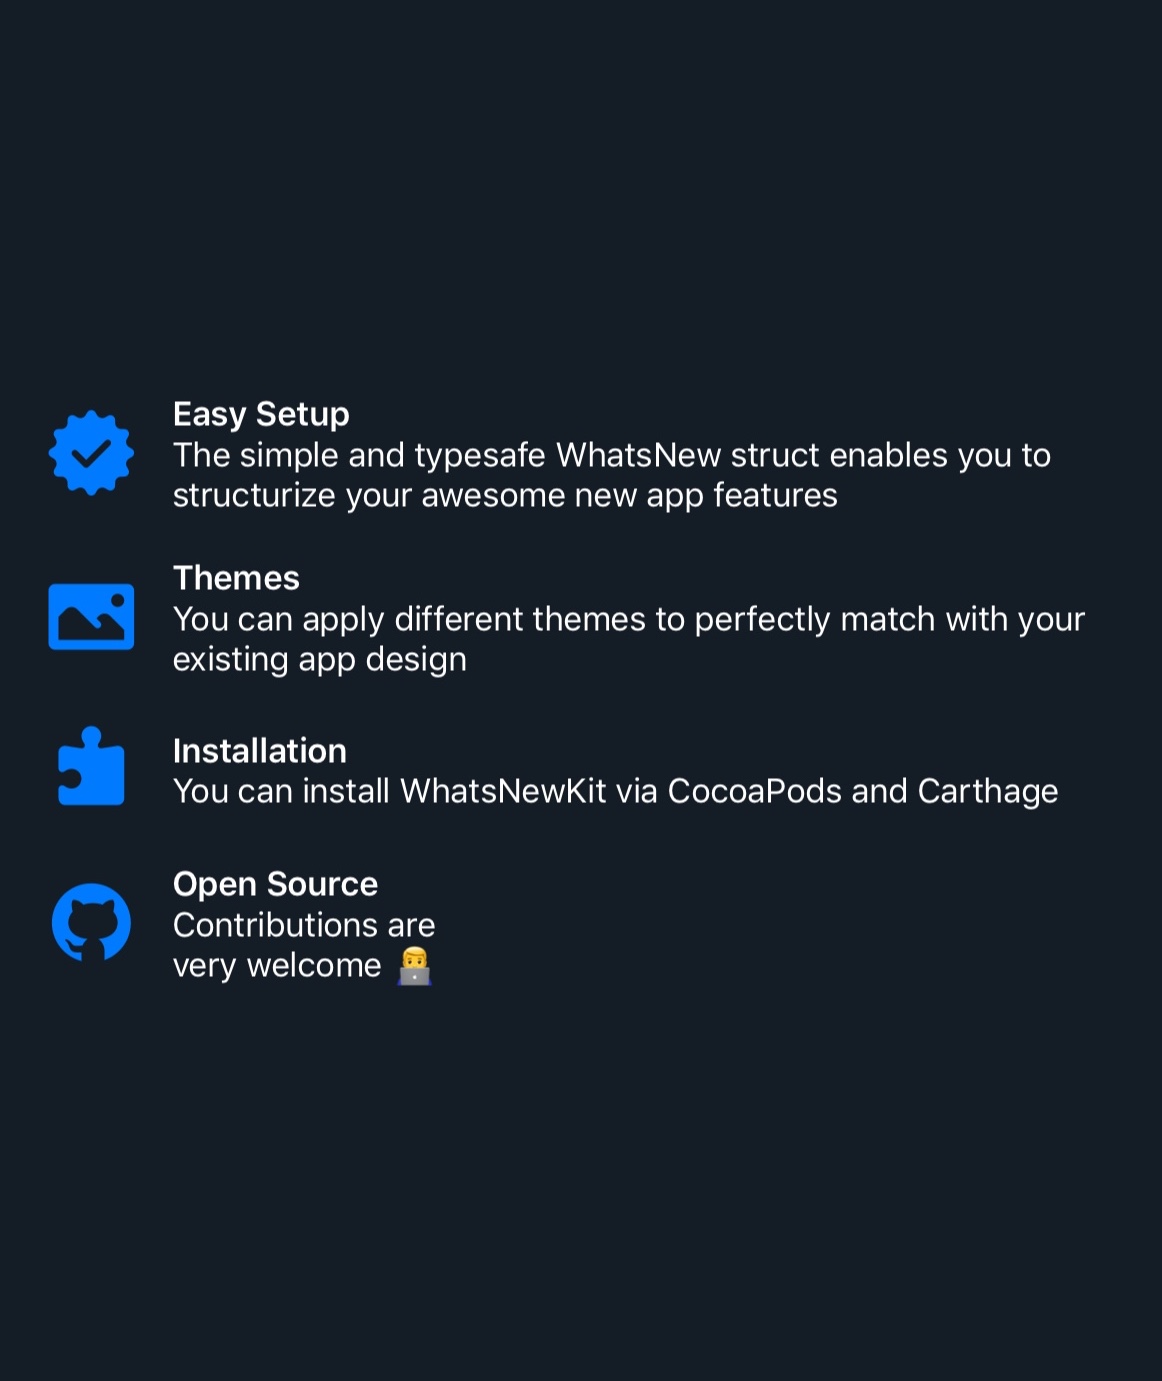 Easy Setup
The simple and typesafe WhatsNew struct enables you to
structurize your awesome new app features
Themes
You can apply different themes to perfectly match with your
existing app design
Installation
You can install WhatsNewKit via CocoaPods and Carthage
Open Source
Contributions are
very welcome 👨‍💻